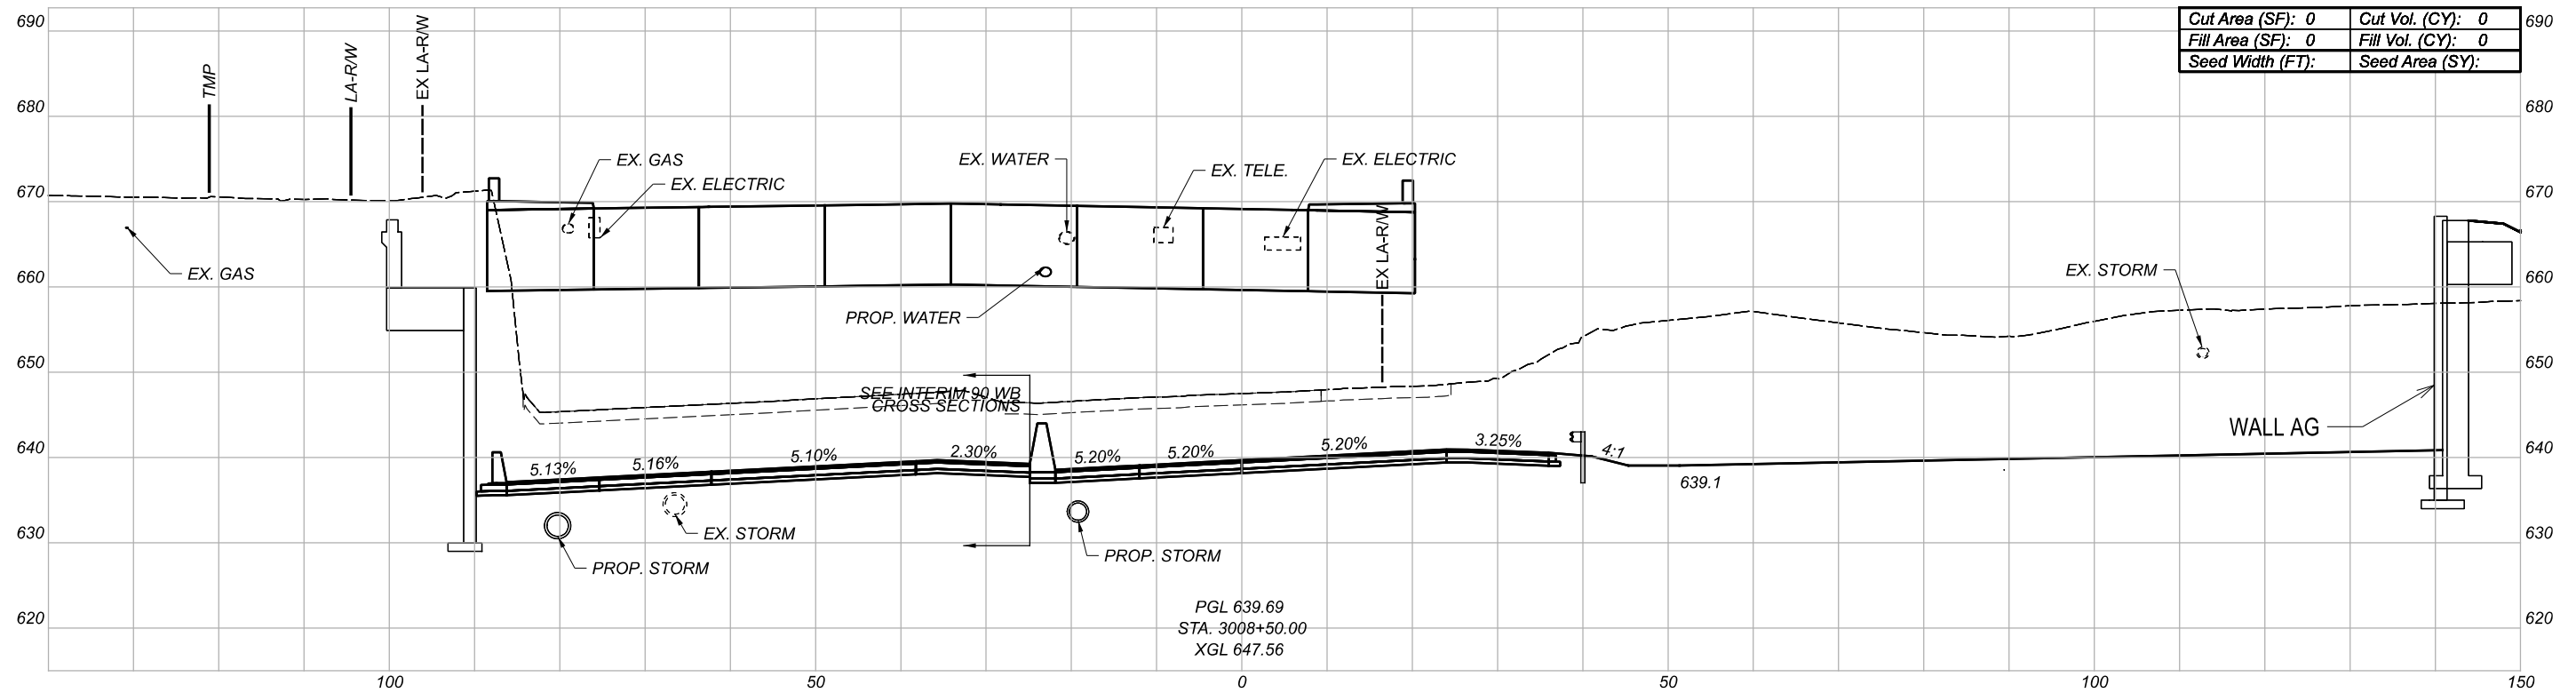 690
Cut Area (SF): 0 Cut Vol. (CY): 0
690
Fill Area (SF): 0 Fill Vol. (CY): 0
Seed Width (FT): Seed Area (SY):
TMP
LA-R/W
EX LA-R/W
680
680
EX. GAS
EX. WATER
EX. TELE.
EX. ELECTRIC
EX. ELECTRIC
670
670
EX LA-R/W
EX. GAS
EX. STORM
660
660
PROP. WATER
650
650
SEE INTERIM 90 WB
CROSS SECTIONS
WALL AG
640
640
5.13%
5.16%
5.10%
2.30%
5.20%
5.20%
5.20%
3.25%
4:1
639.1
630
630
EX. STORM
PROP. STORM
PROP. STORM
620
620
PGL 639.69
STA. 3008+50.00
XGL 647.56
100
50
0
50
100
150